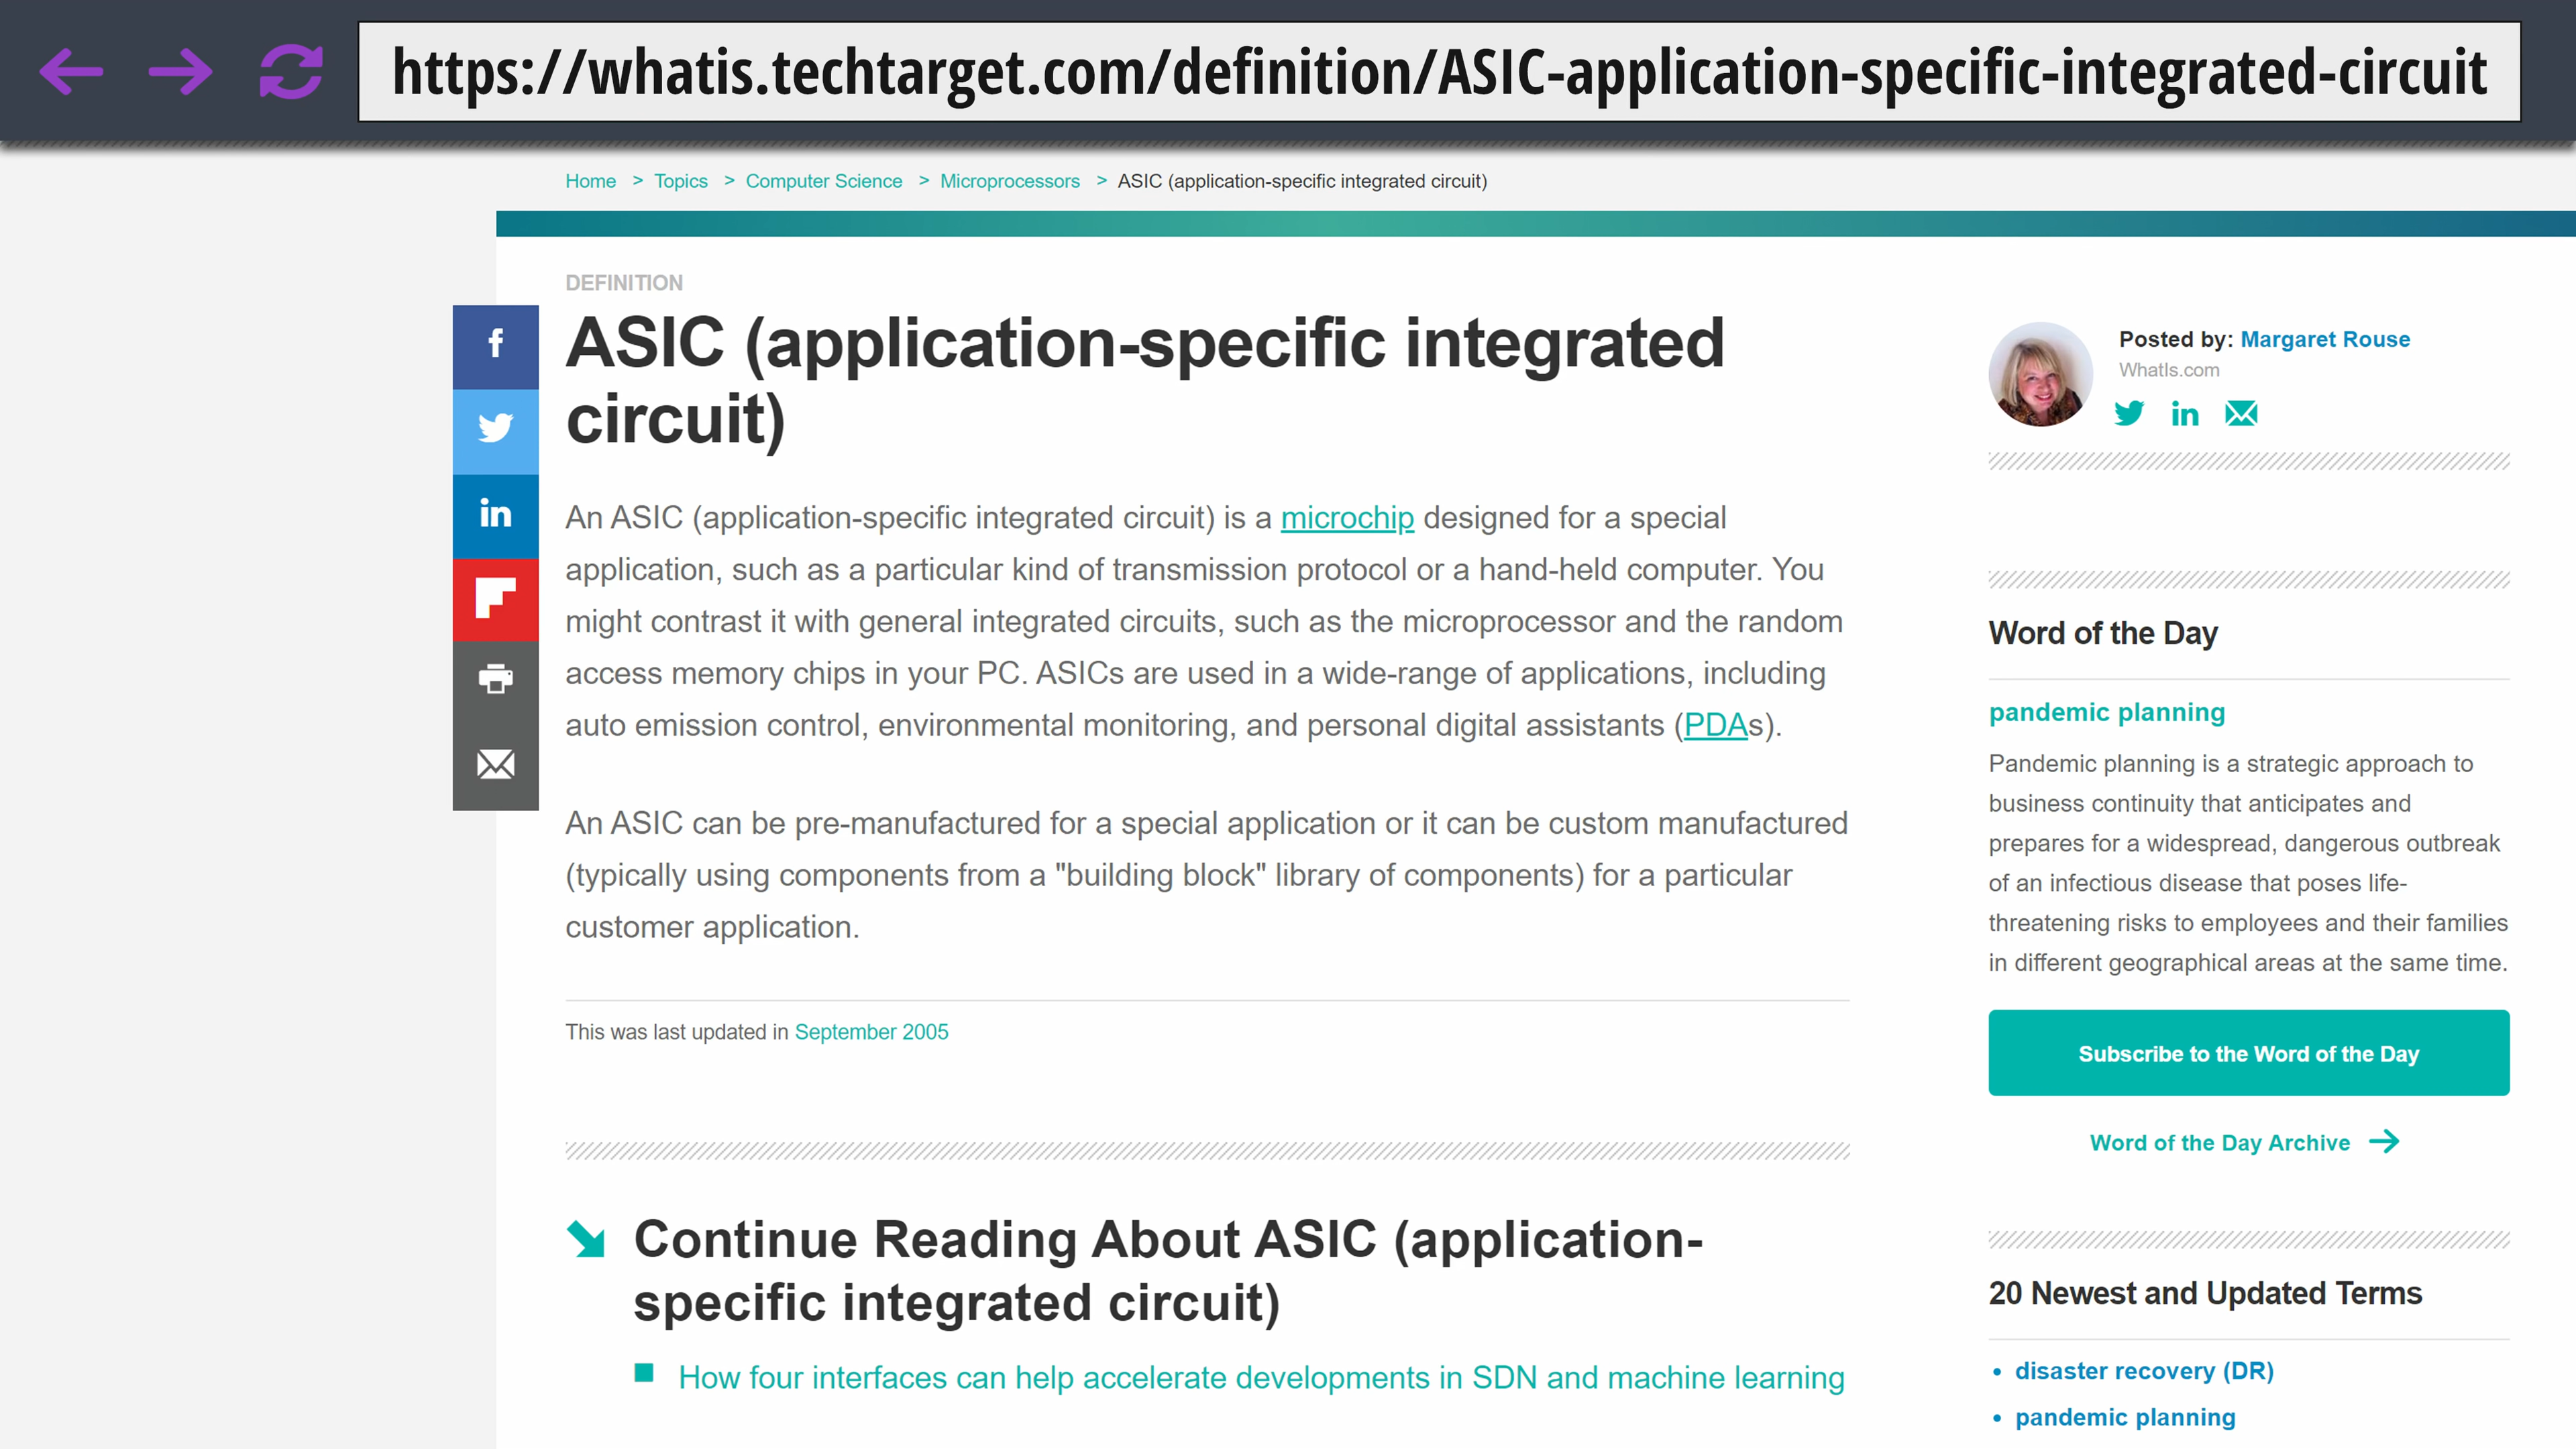 https://whatis.techtarget.com/definition/ASIC-application-specific-integrated-circuit
Home > Topics > Computer Science > Microprocessors > ASIC (application-specific integrated circuit)
DEFINITION
ASIC (application-specific integrated
circuit)
f
in
An ASIC (application-specific integrated circuit) is a microchip designed for a special
application, such as a particular kind of transmission protocol or a hand-held computer. You
might contrast it with general integrated circuits, such as the microprocessor and the random
access memory chips in your PC. ASICs are used in a wide-range of applications, including
auto emission control, environmental monitoring, and personal digital assistants (PDAs).
An ASIC can be pre-manufactured for a special application or it can be custom manufactured
(typically using components from a "building block" library of components) for a particular
customer application.
This was last updated in September 2005
Continue Reading About ASIC (application-
specific integrated circuit)
How four interfaces can help accelerate developments in SDN and machine learning
Posted by: Margaret Rouse
WhatIs.com
in
Word of the Day
pandemic planning
Pandemic planning is a strategic approach to
business continuity that anticipates and
prepares for a widespread, dangerous outbreak
of an infectious disease that poses life-
threatening risks to employees and their families
in different geographical areas at the same time.
Subscribe to the Word of the Day
Word of the Day Archive
20 Newest and Updated Terms
• disaster recovery (DR)
• pandemic planning